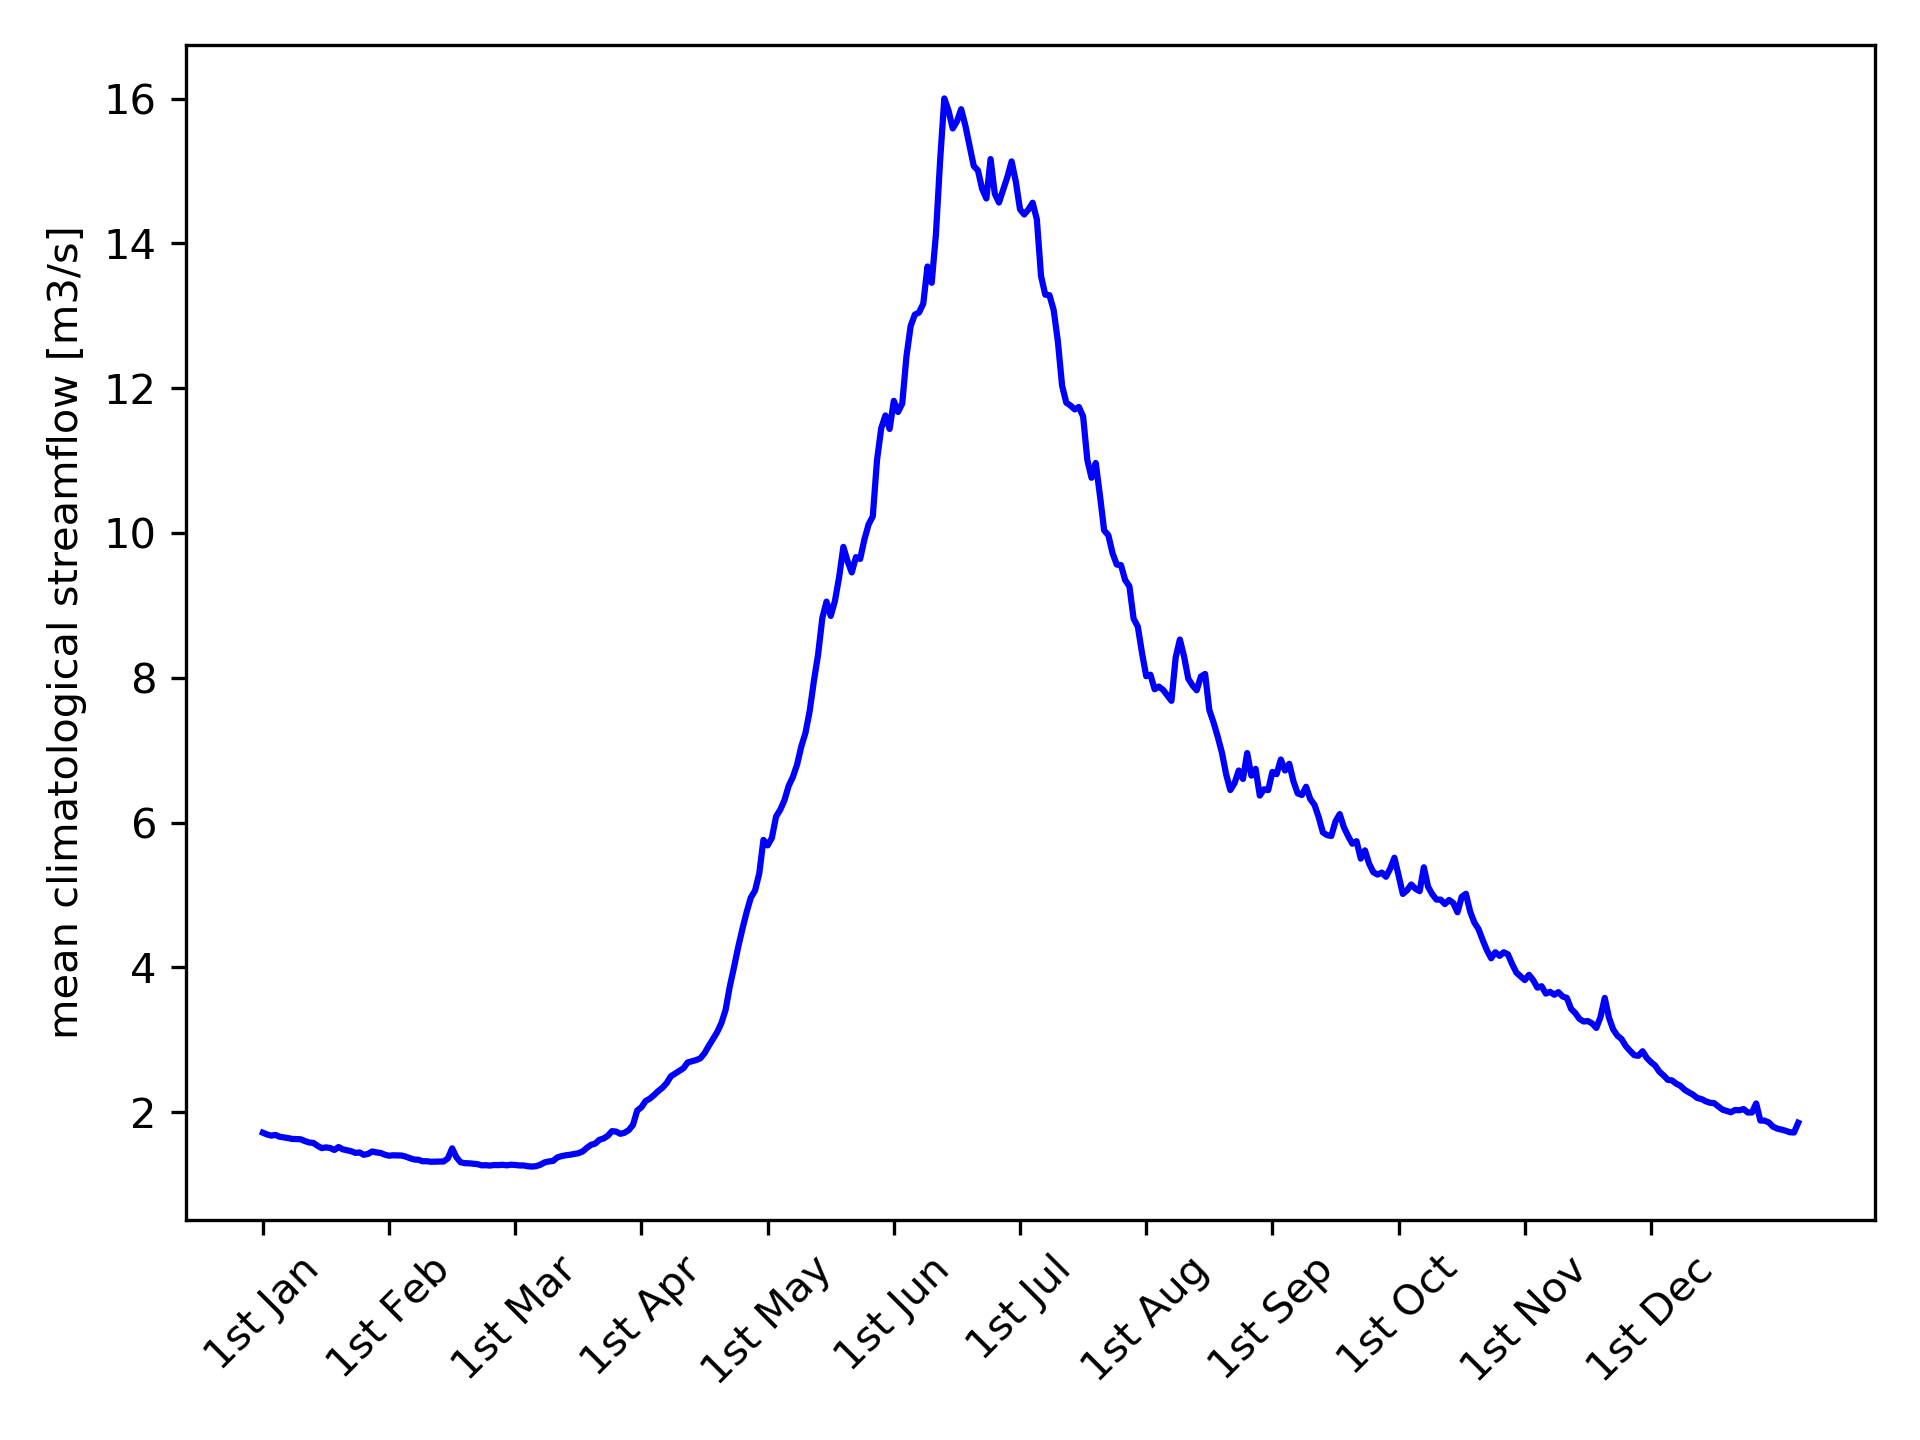 16
14
12
10
8
6
4
2
mean climatological streamflow [m3/s]
1st Jan
1st Feb
1st Mar
1st Apr
1st May
1st Jun
1st Jul
1st Aug
1st Sep
1st Oct
1st Nov
1st Dec